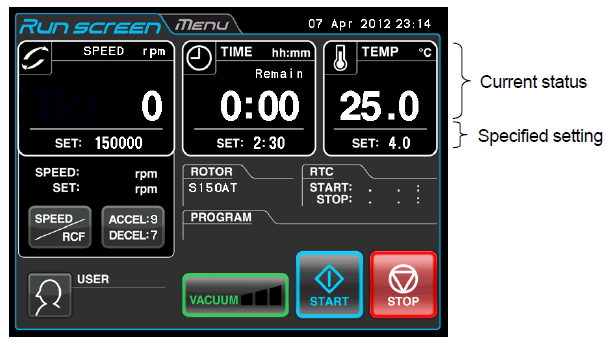 Run screen Menu 07 Apr 2012 23:14
SPEED rpm
0
SET: 150000
TIME hh:mm
Remain
0:00
SET: 2:30
TEMP °C
25.0
SET: 4.0
Current status
Specified setting
SPEED: rpm
SET: rpm
SPEED/RCF
ACCEL:9
DECEL:7
ROTOR
S150AT
RTC
START: . . :
STOP: . . :
PROGRAM
USER
VACUUM
START
STOP